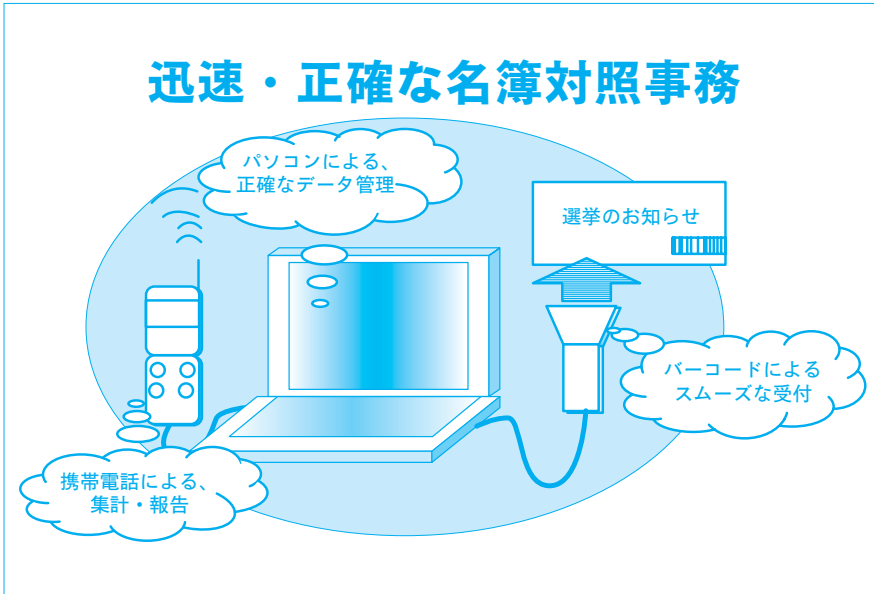 迅速・正確な名簿対照事務
パソコンによる、
正確なデータ管理
選挙のお知らせ
バーコードによる
スムーズな受付
携帯電話による、
集計・報告